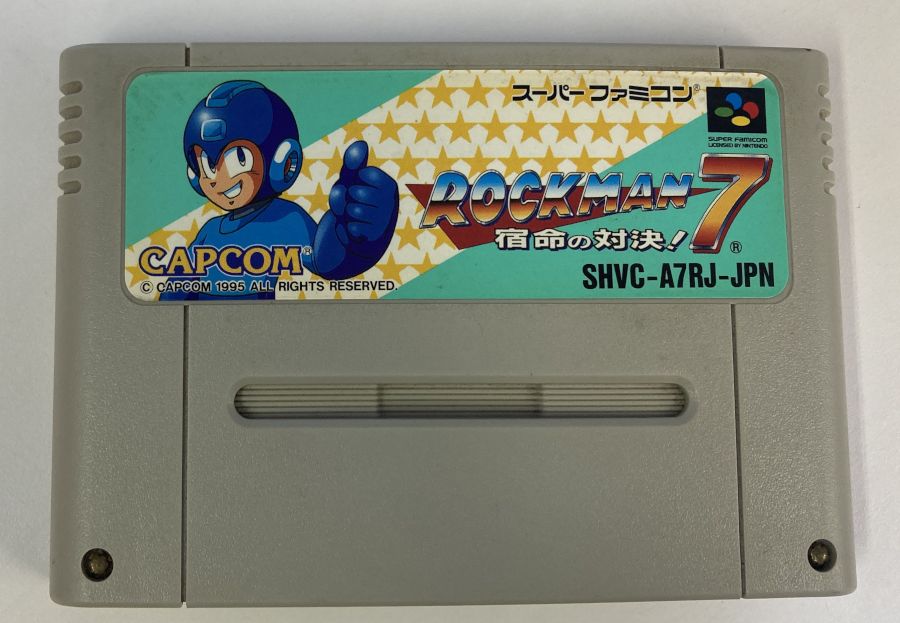 スーパーファミコン®
SUPER FAMICOM
LICENSED BY NINTENDO
ROCKMAN 7®
宿命の対決!
CAPCOM®
© CAPCOM 1995 ALL RIGHTS RESERVED.
SHVC-A7RJ-JPN